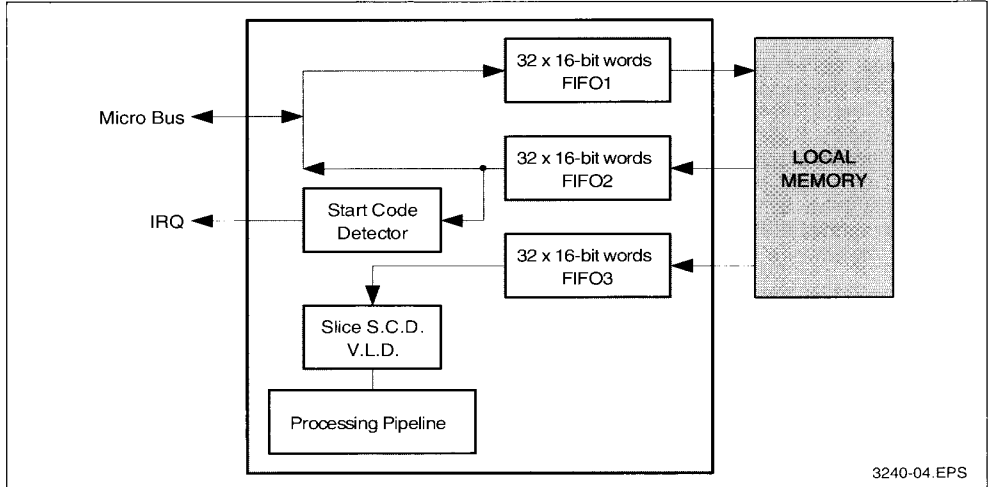 32 x 16-bit words
FIFO1
Micro Bus
32 x 16-bit words
FIFO2
LOCAL
MEMORY
IRQ
Start Code
Detector
32 x 16-bit words
FIFO3
Slice S.C.D.
V.L.D.
Processing Pipeline
3240-04.EPS